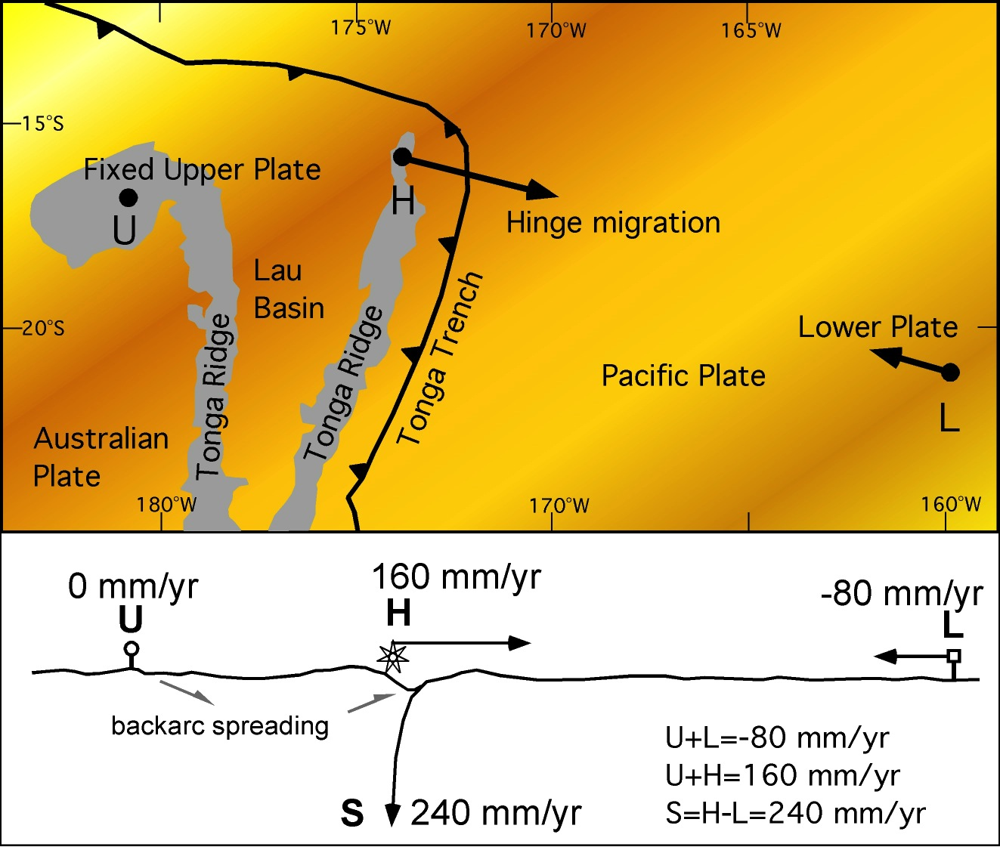 175°W
170°W
165°W
15°S
Fixed Upper Plate
U
H
Hinge migration
Lau
Basin
Tonga Ridge
Tonga Ridge
Tonga Trench
20°S
Lower Plate
Pacific Plate
L
Australian
Plate
180°W
170°W
160°W
0 mm/yr
U
160 mm/yr
H
-80 mm/yr
L
backarc spreading
U+L=-80 mm/yr
U+H=160 mm/yr
S=H-L=240 mm/yr
S
240 mm/yr